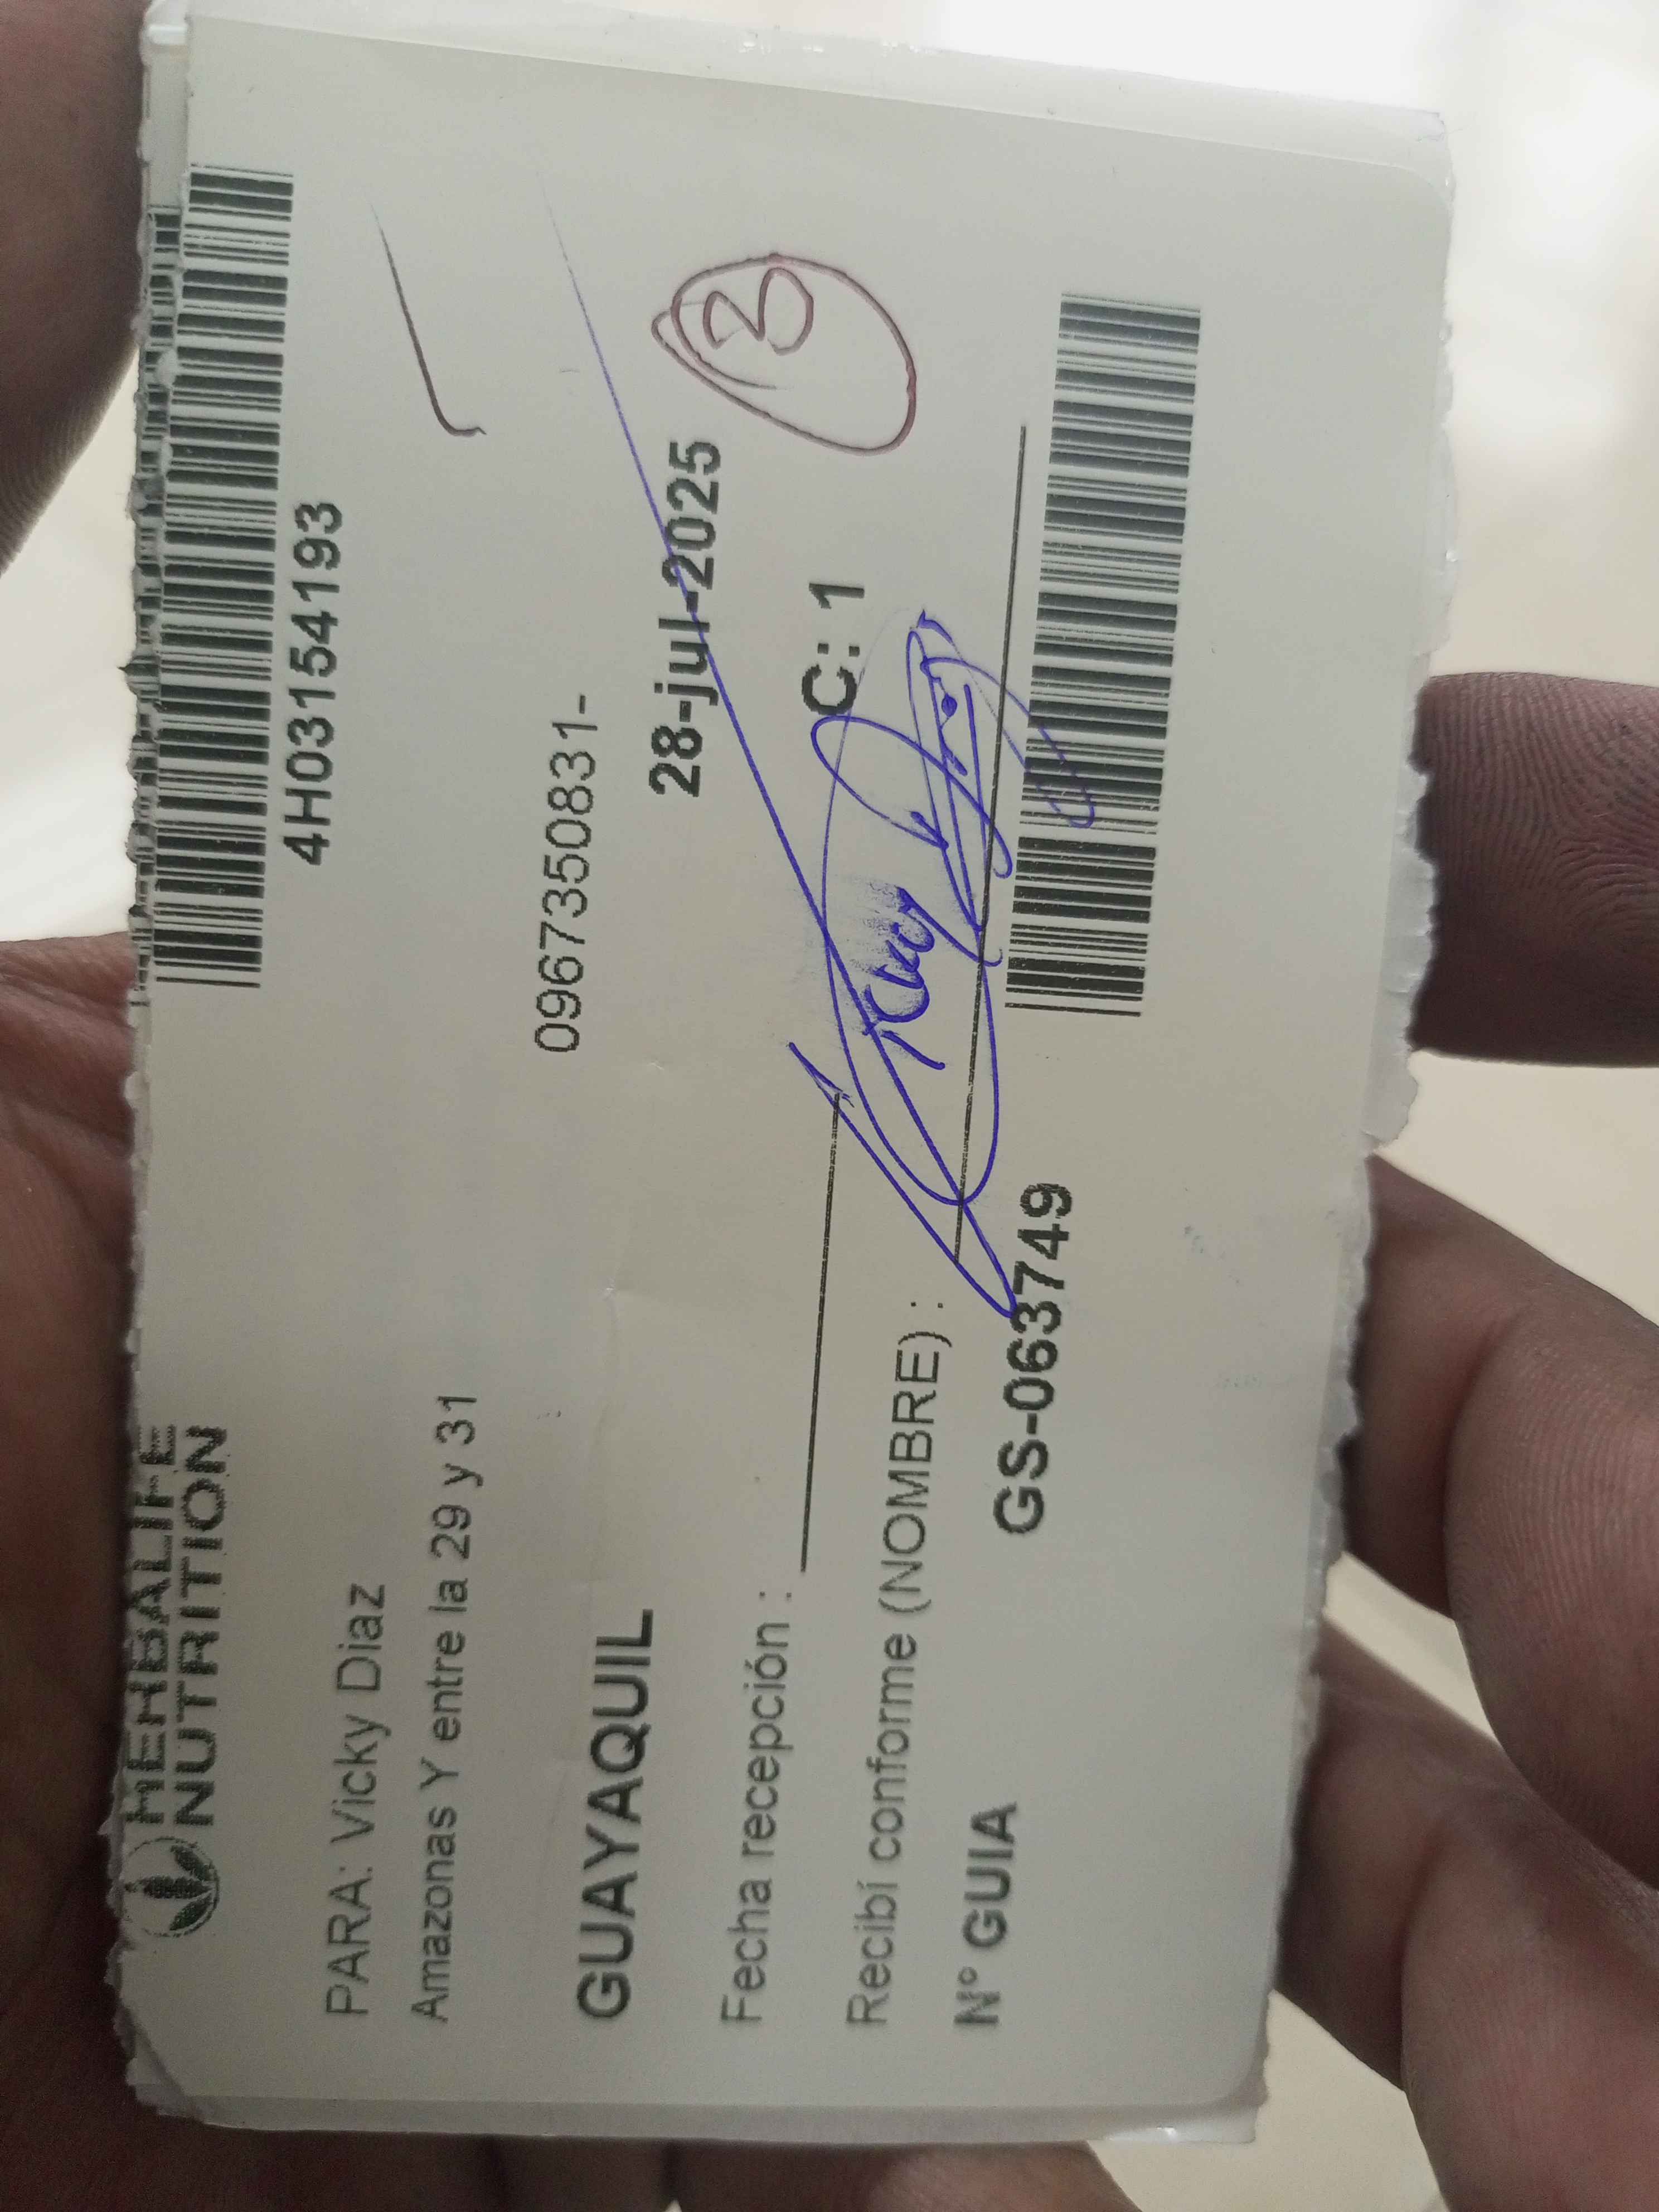 HERBALIFE
NUTRITION
4H03154193
PARA: Vicky Diaz
Amazonas Y entre la 29 y 31
0967350831-
GUAYAQUIL
28-jul-2025
3
Fecha recepción :
C: 1
Recibí conforme (NOMBRE) :
N° GUIA
GS-063749